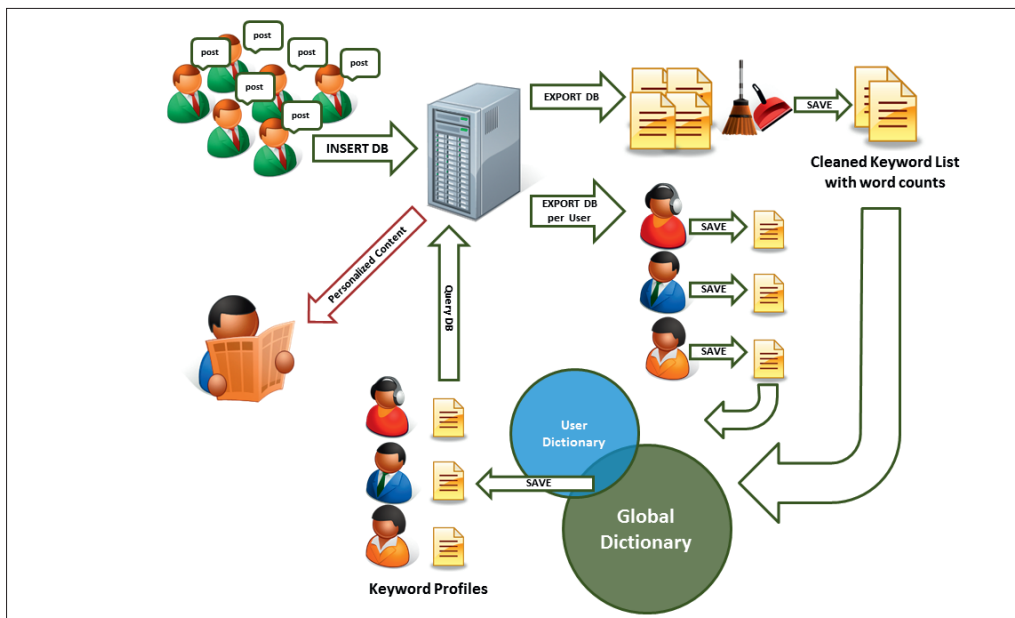 post
post
post
post
post
post
post
INSERT DB
EXPORT DB
SAVE
Cleaned Keyword List
with word counts
EXPORT DB
per User
SAVE
SAVE
SAVE
Personalized Content
Query DB
User
Dictionary
SAVE
Global
Dictionary
Keyword Profiles